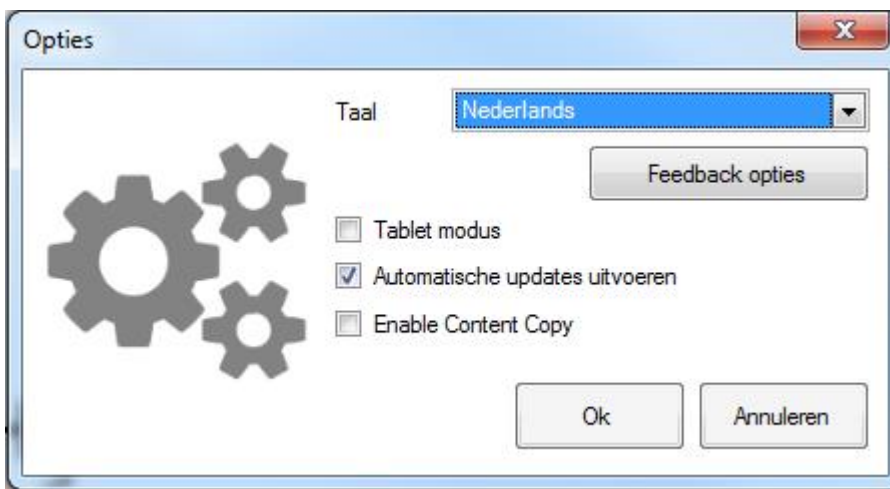 Opties
Taal Nederlands
Feedback opties
Tablet modus
Automatische updates uitvoeren
Enable Content Copy
Ok Annuleren